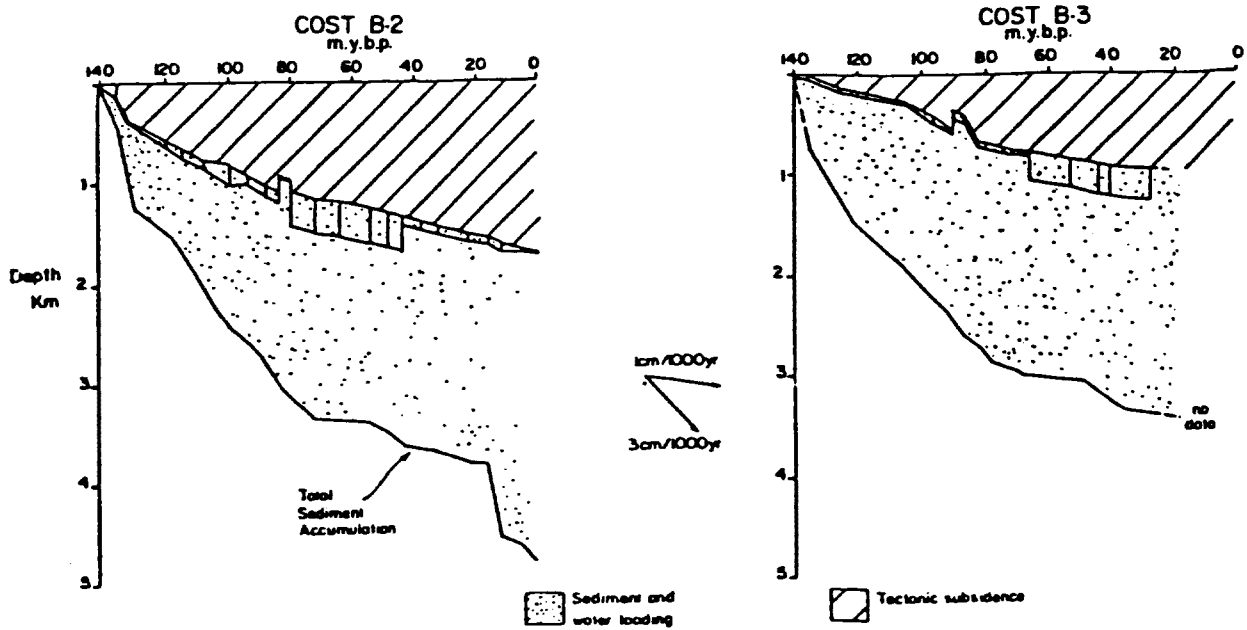 COST B-2
m.y.b.p.
140 120 100 80 60 40 20 0
1
2
3
4
5
Depth
Km
Total
Sediment
Accumulation
1cm/1000yr
3cm/1000yr
COST B-3
m.y.b.p.
140 120 100 80 60 40 20 0
1
2
3
4
5
no
data
Sediment and
water loading
Tectonic subsidence